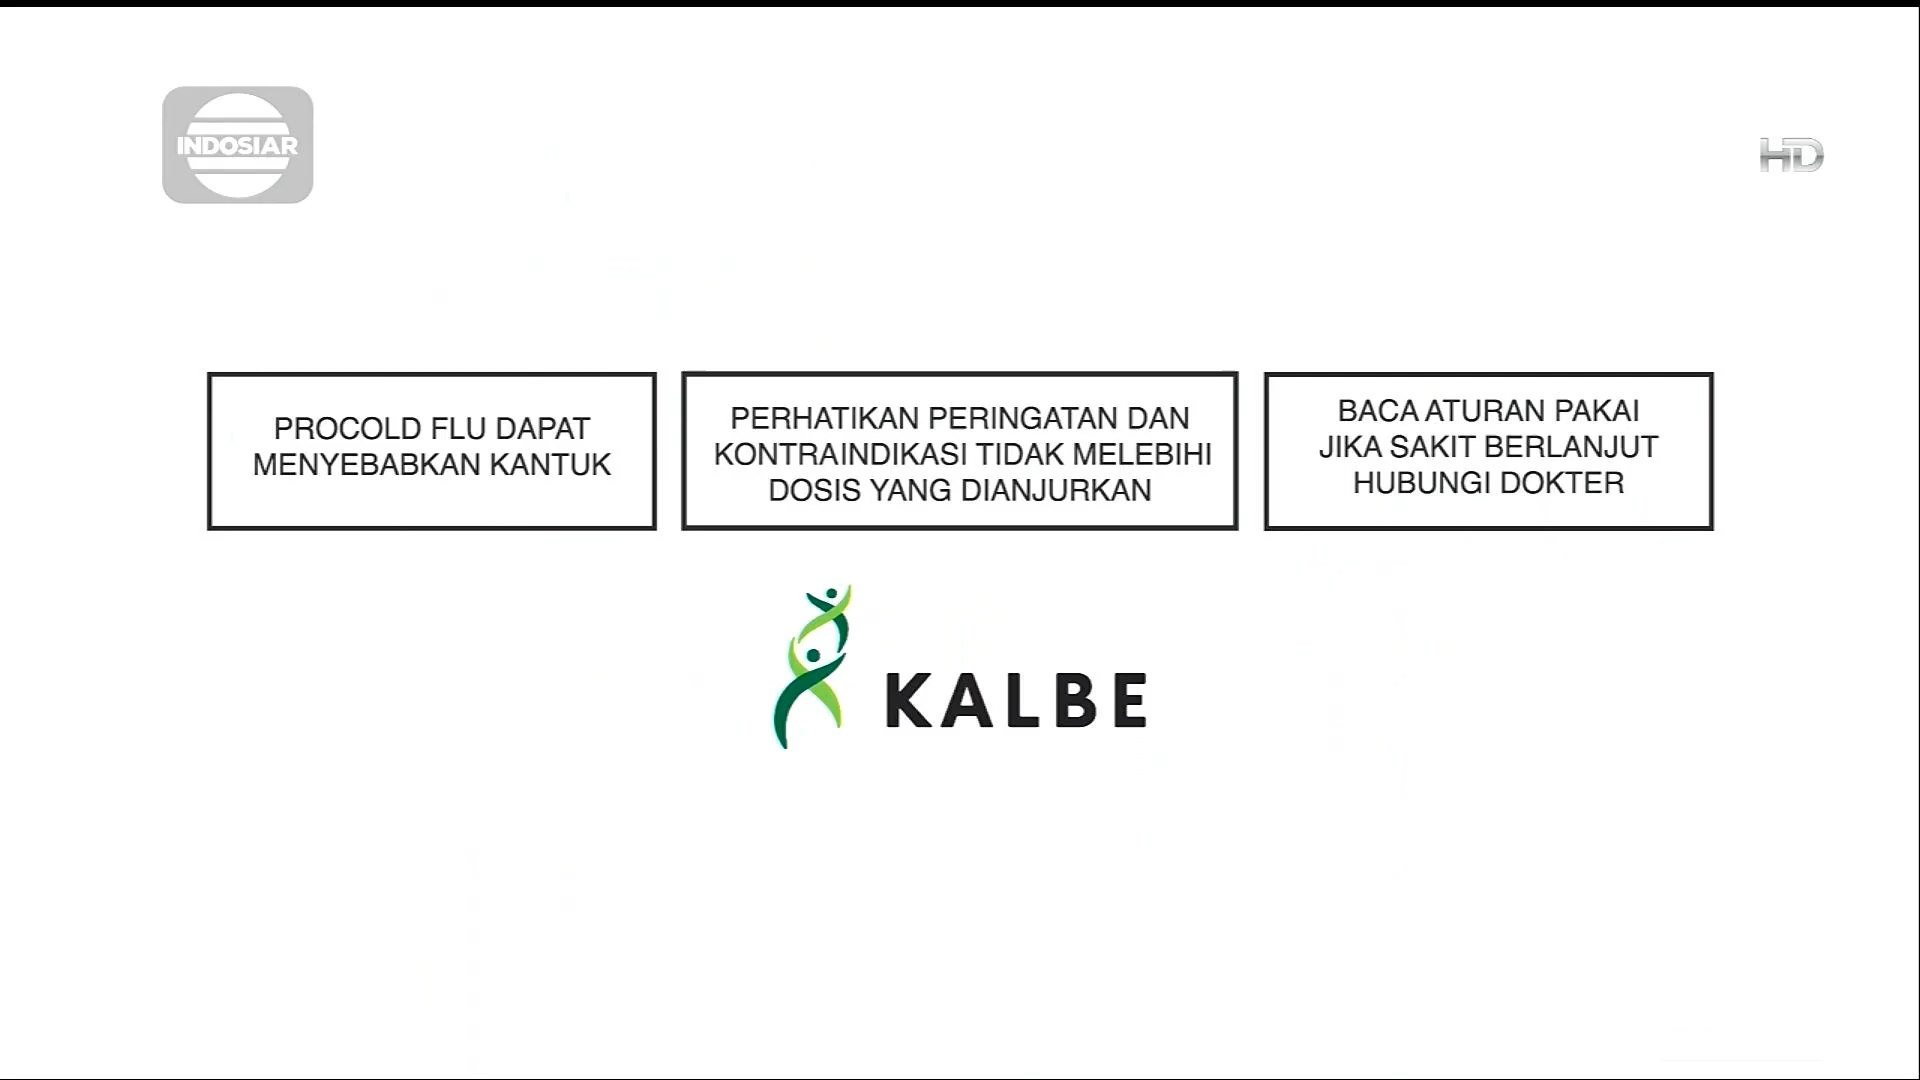 INDOSIAR
HD
PROCOLD FLU DAPAT
MENYEBABKAN KANTUK
PERHATIKAN PERINGATAN DAN
KONTRAINDIKASI TIDAK MELEBIHI
DOSIS YANG DIANJURKAN
BACA ATURAN PAKAI
JIKA SAKIT BERLANJUT
HUBUNGI DOKTER
KALBE